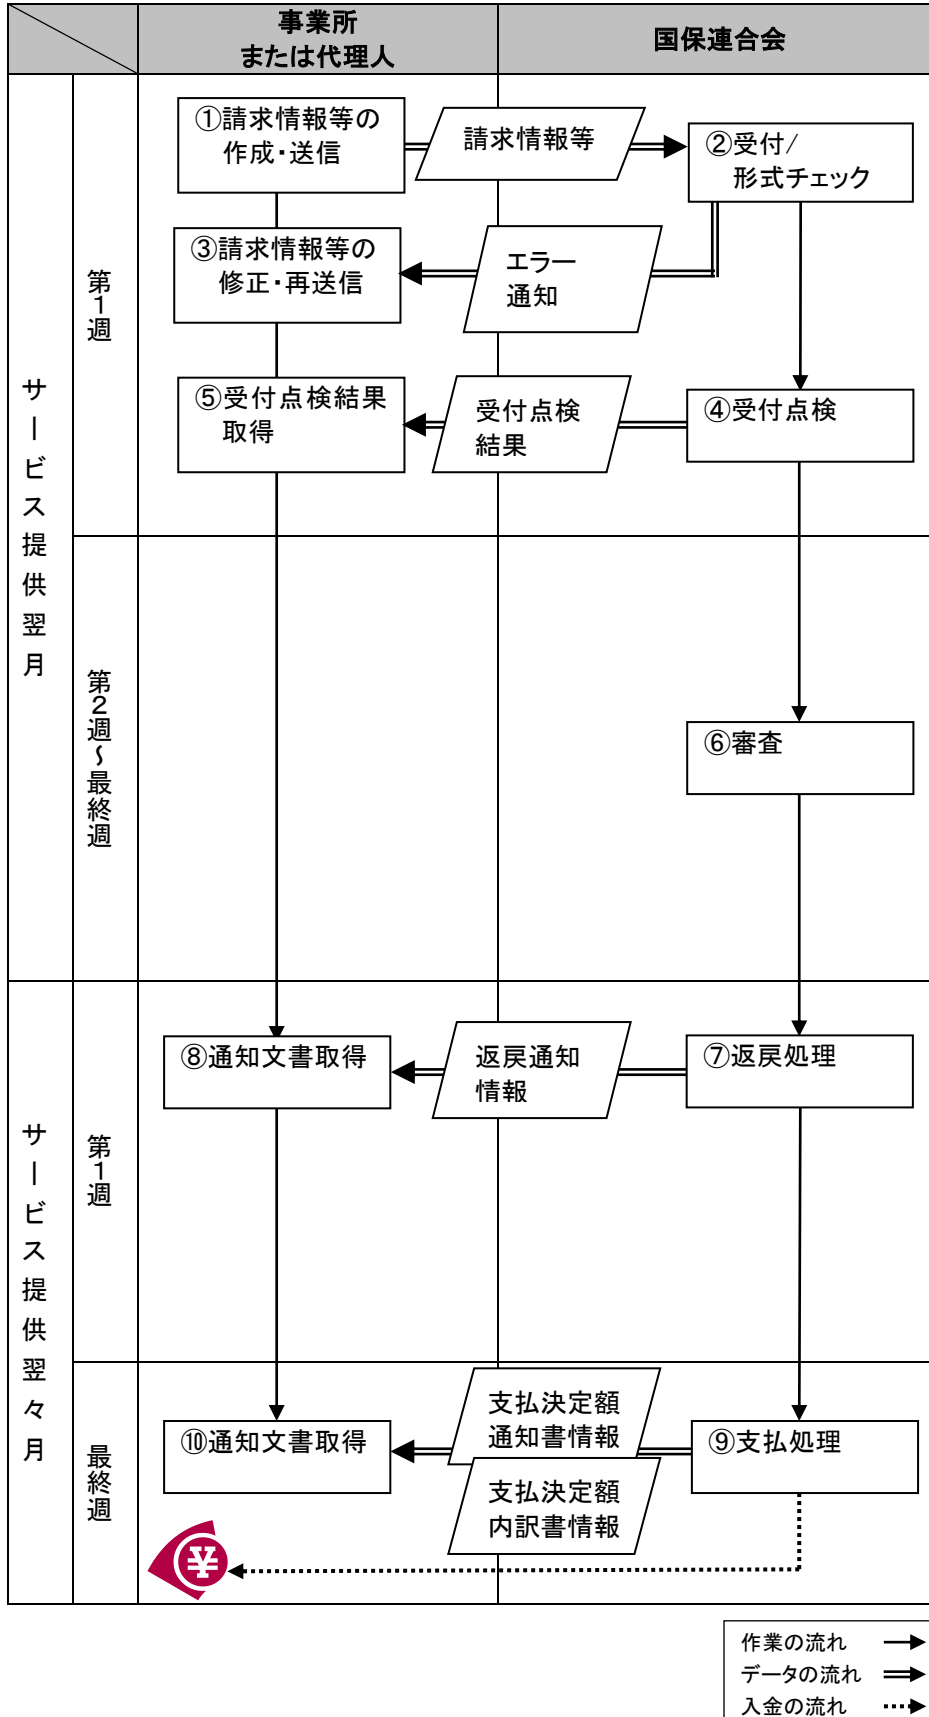 事業所
または代理人
国保連合会
サービス提供翌月
第1週
①請求情報等の
作成・送信
請求情報等
②受付/
形式チェック
③請求情報等の
修正・再送信
エラー
通知
⑤受付点検結果
取得
受付点検
結果
④受付点検
第2週～最終週
⑥審査
サービス提供翌々月
第1週
⑧通知文書取得
返戻通知
情報
⑦返戻処理
最終週
⑩通知文書取得
支払決定額
通知書情報
支払決定額
内訳書情報
⑨支払処理
¥
作業の流れ
データの流れ
入金の流れ